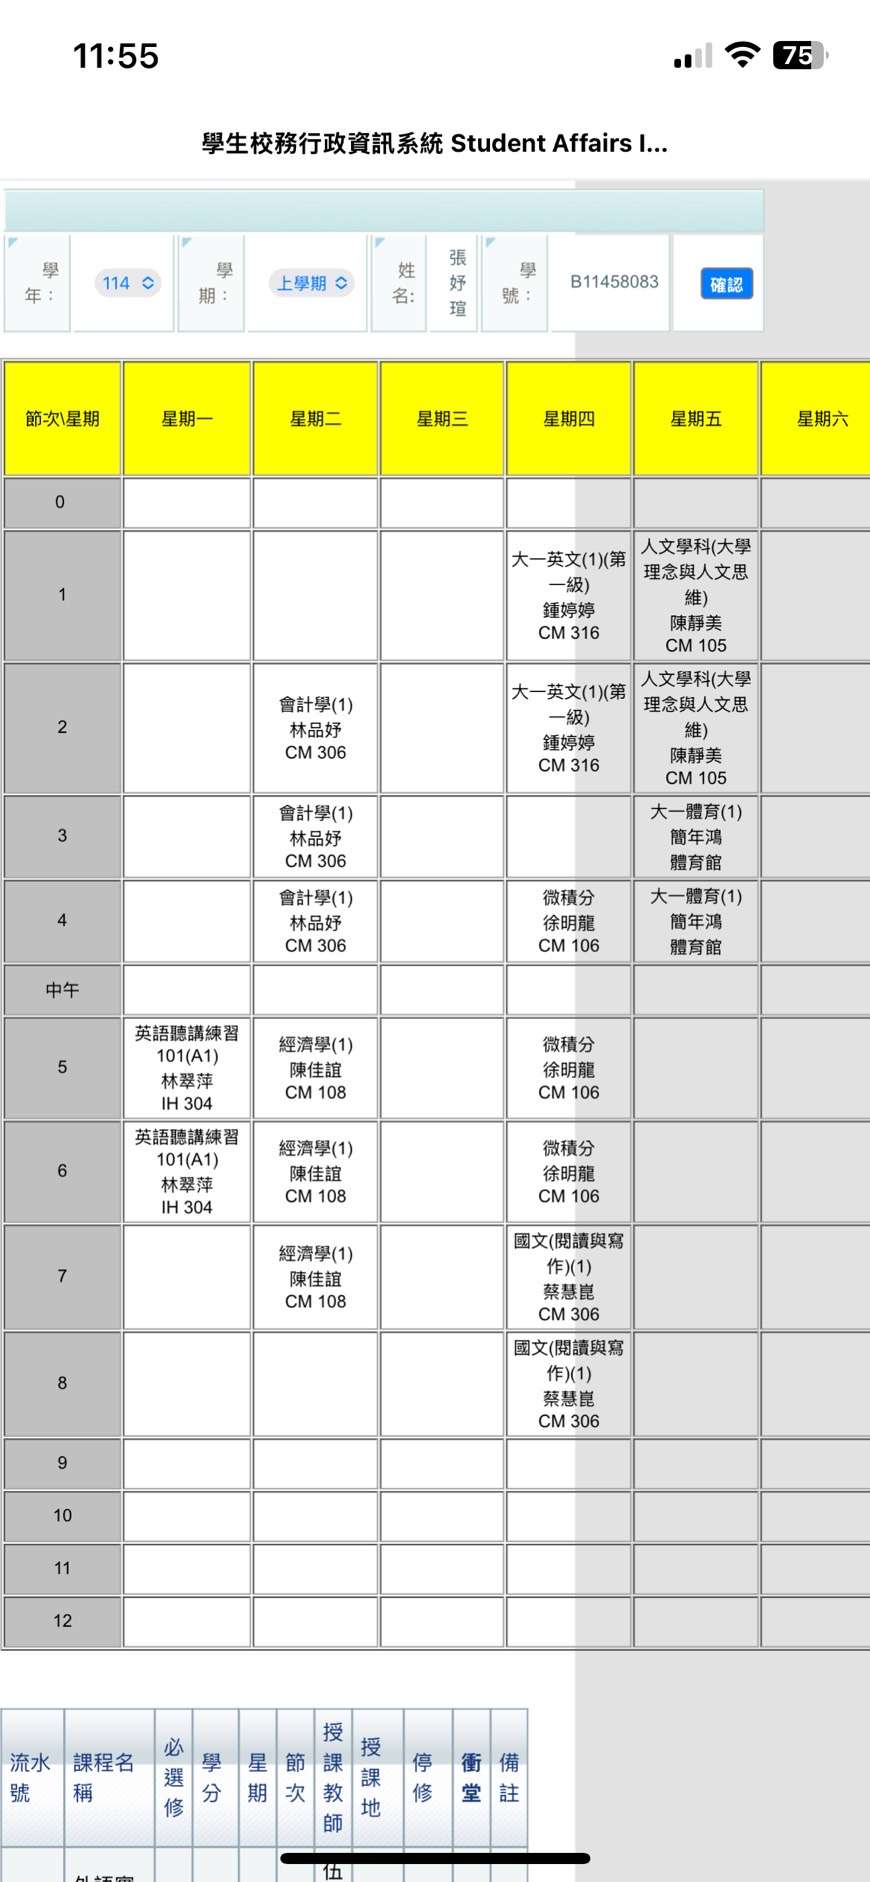 11:55
75
學生校務行政資訊系統 Student Affairs I...
學年：
114
學期：
上學期
姓名:
張妤瑄
學號：
B11458083
確認
節次\星期 星期一 星期二 星期三 星期四 星期五 星期六
0
1
大一英文(1)(第一級)
鍾婷婷
CM 316
人文學科(大學理念與人文思維)
陳靜美
CM 105
2
會計學(1)
林品妤
CM 306
大一英文(1)(第一級)
鍾婷婷
CM 316
人文學科(大學理念與人文思維)
陳靜美
CM 105
3
會計學(1)
林品妤
CM 306
大一體育(1)
簡年鴻
體育館
4
會計學(1)
林品妤
CM 306
微積分
徐明龍
CM 106
大一體育(1)
簡年鴻
體育館
中午
5
英語聽講練習101(A1)
林翠萍
IH 304
經濟學(1)
陳佳誼
CM 108
微積分
徐明龍
CM 106
6
英語聽講練習101(A1)
林翠萍
IH 304
經濟學(1)
陳佳誼
CM 108
微積分
徐明龍
CM 106
7
經濟學(1)
陳佳誼
CM 108
國文(閱讀與寫作)(1)
蔡慧崑
CM 306
8
國文(閱讀與寫作)(1)
蔡慧崑
CM 306
9
10
11
12
流水號 課程名稱 必選修 學分 星期 節次 授課教師 授課地 停修 衝堂 備註
伍